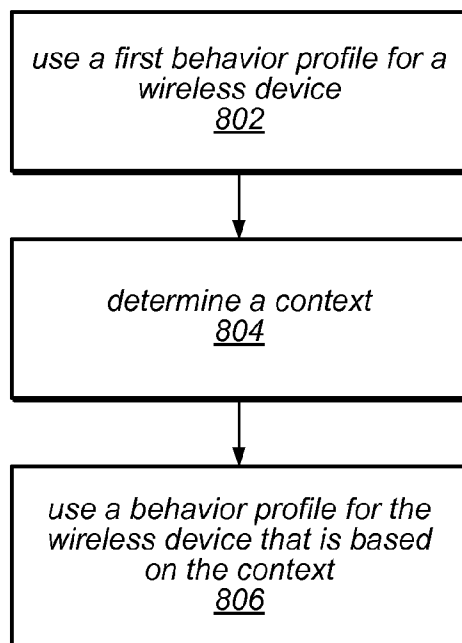 use a first behavior profile for a
wireless device
802
determine a context
804
use a behavior profile for the
wireless device that is based
on the context
806